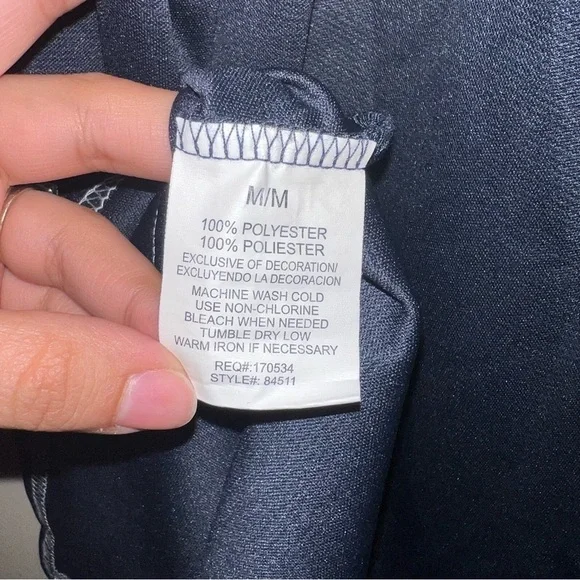 M/M
100% POLYESTER
100% POLIESTER
EXCLUSIVE OF DECORATION/
EXCLUYENDO LA DECORACION
MACHINE WASH COLD
USE NON-CHLORINE
BLEACH WHEN NEEDED
TUMBLE DRY LOW
WARM IRON IF NECESSARY
REQ#:170534
STYLE#: 84511